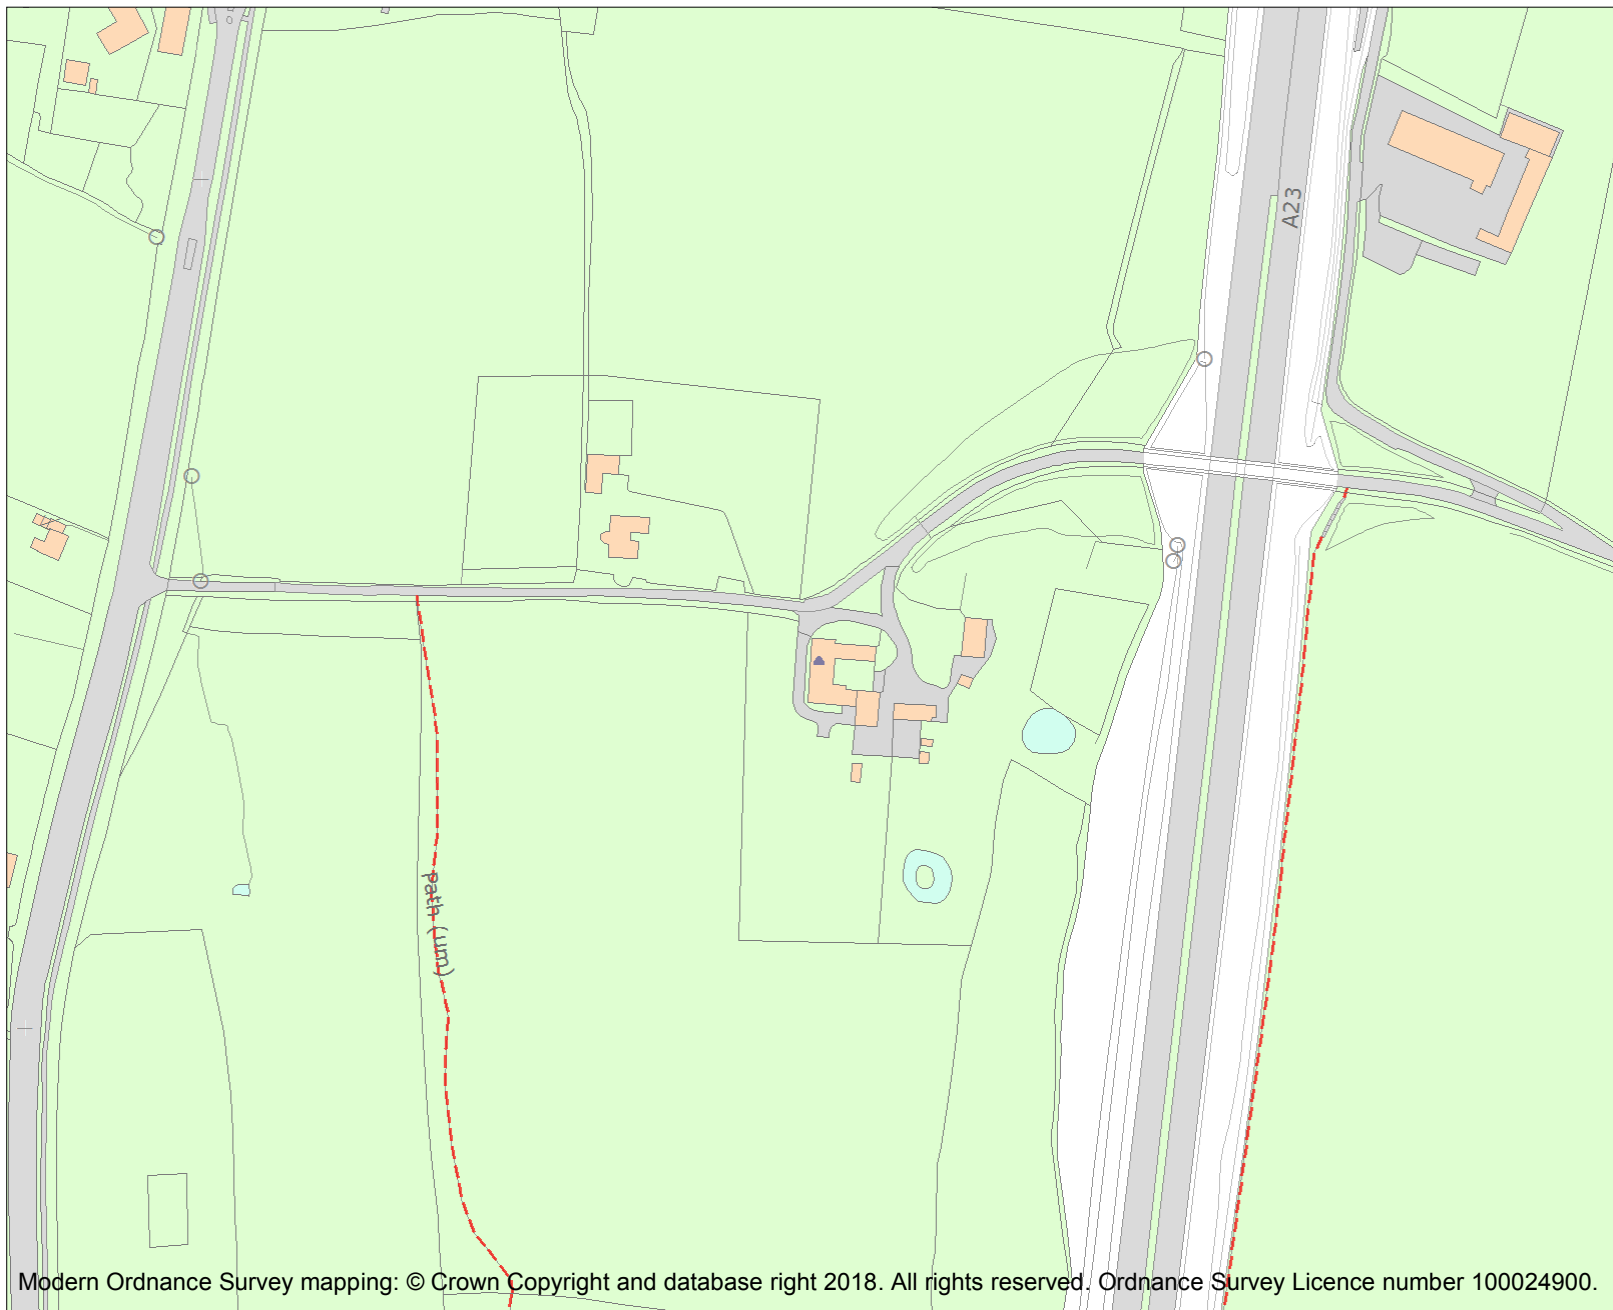 A23
Path (um)
Modern Ordnance Survey mapping: © Crown Copyright and database right 2018. All rights reserved. Ordnance Survey Licence number 100024900.